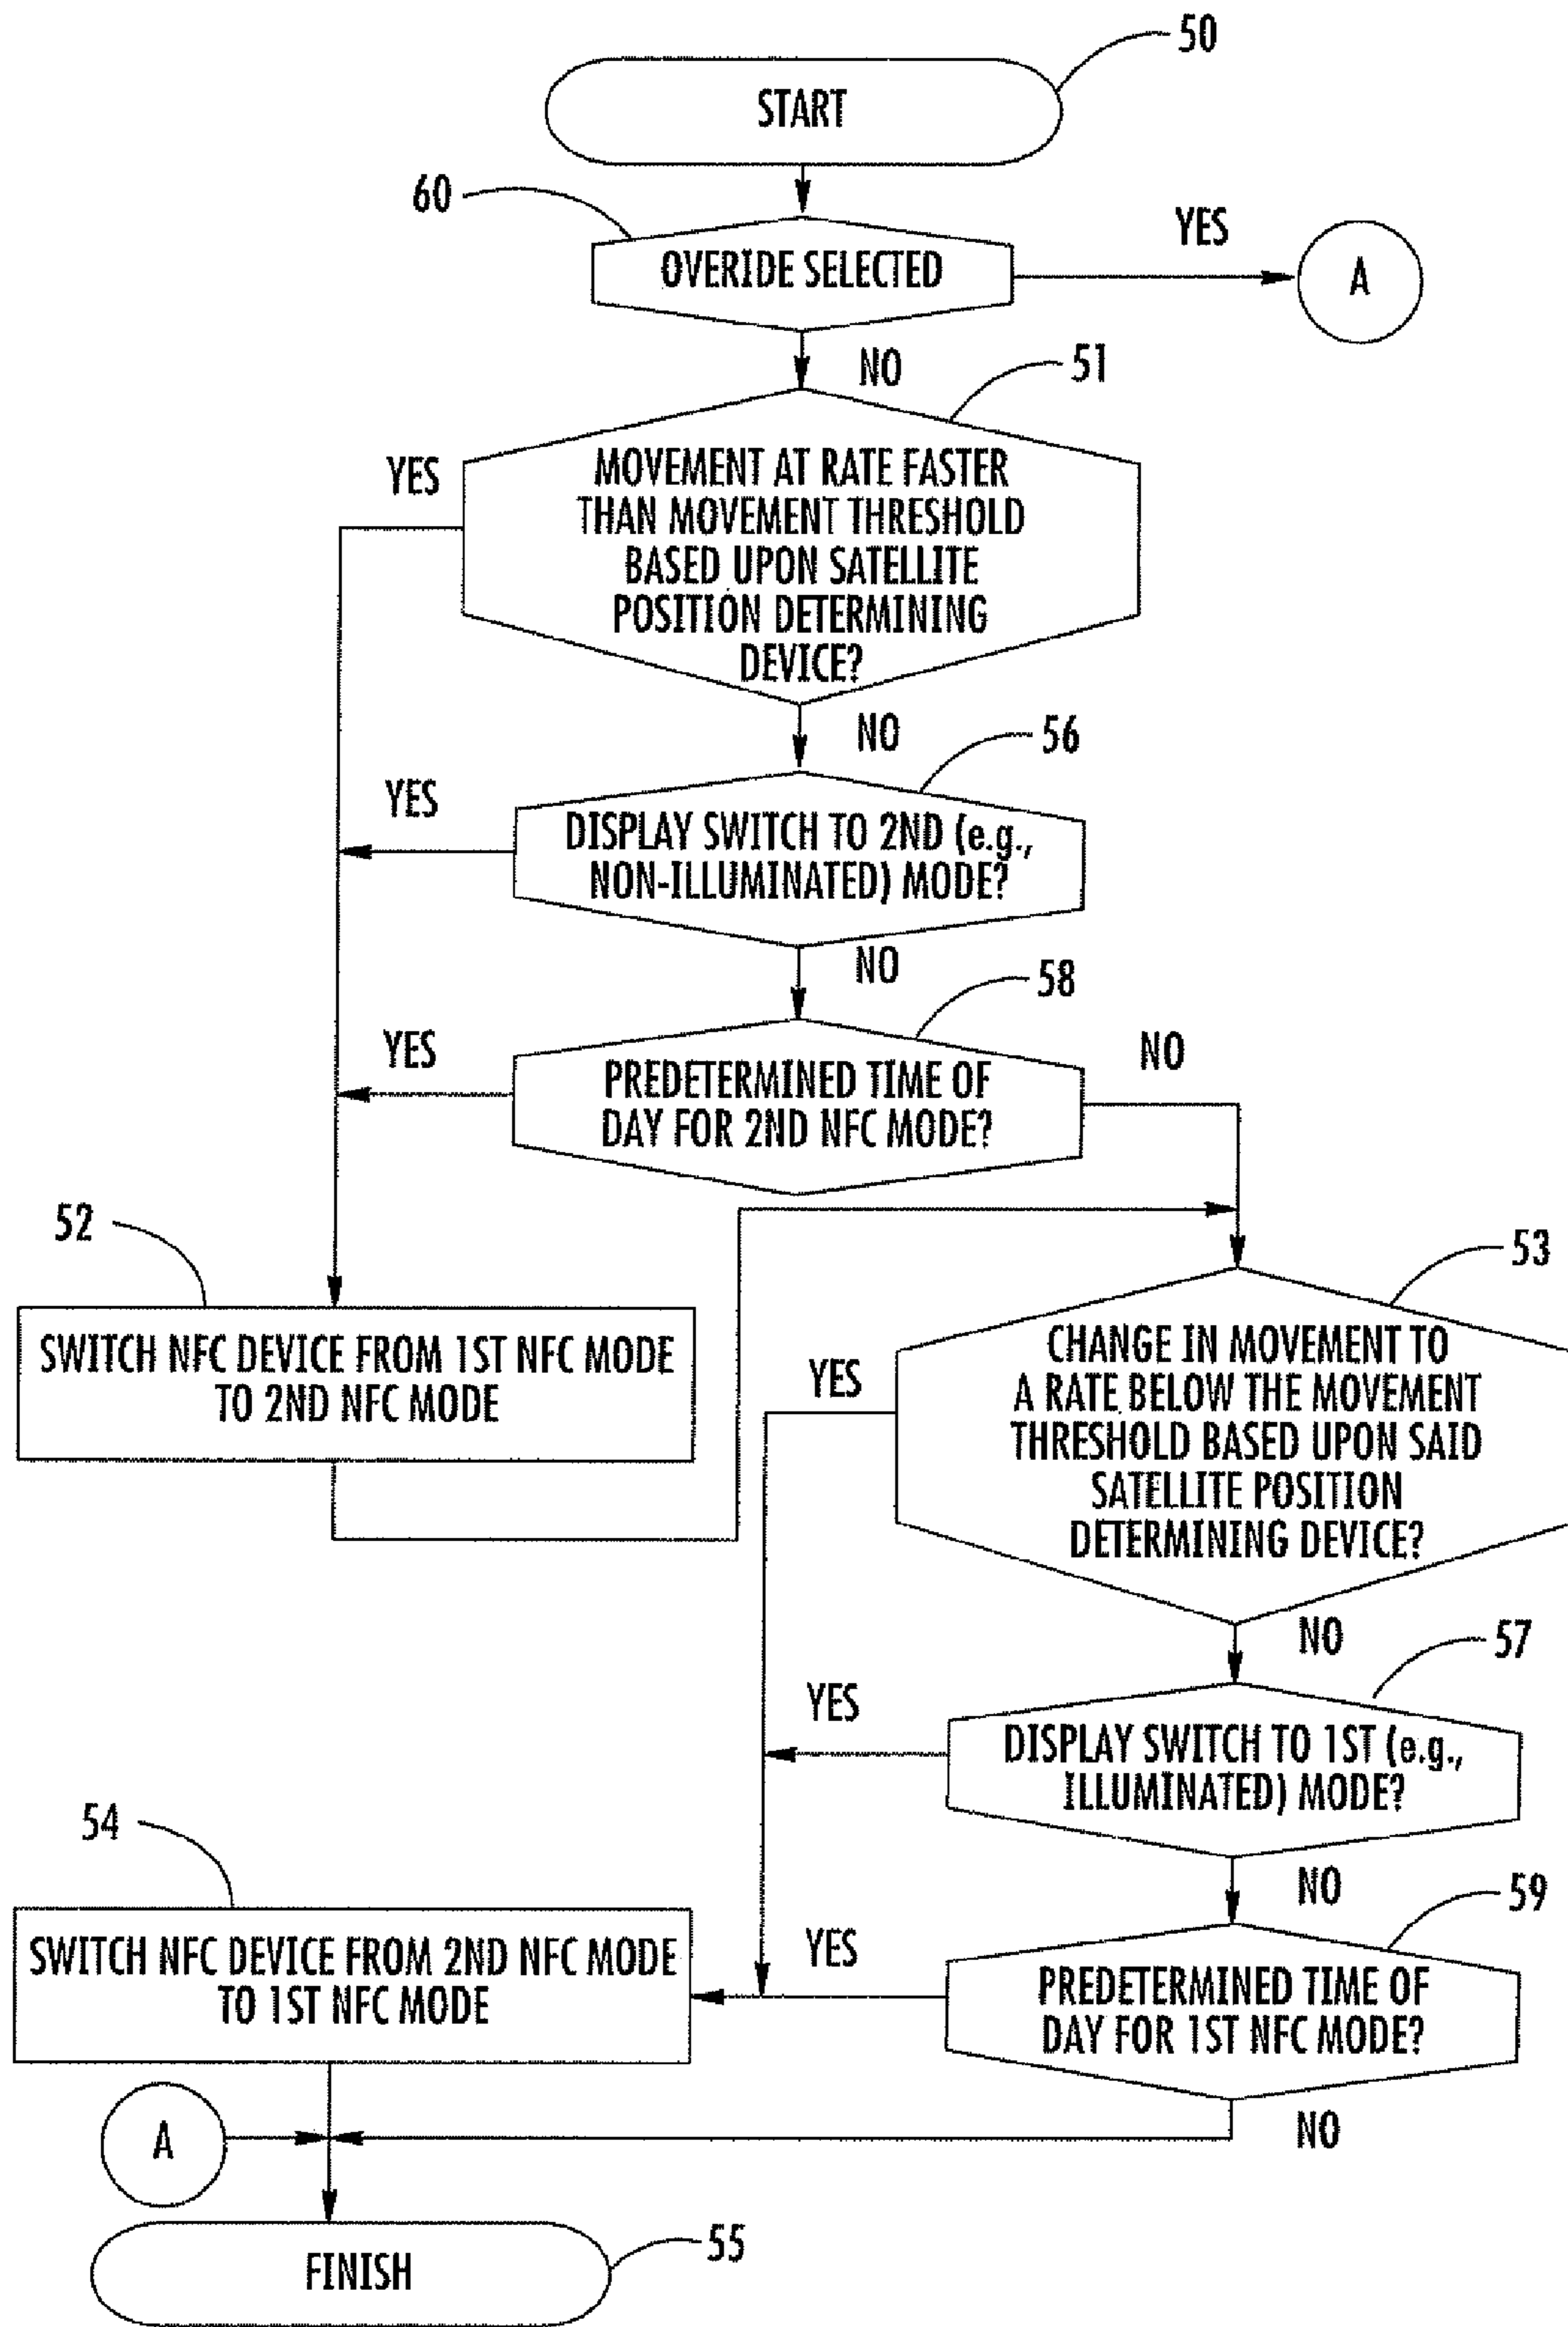 50
START
60
OVERIDE SELECTED
YES
A
NO
51
YES
MOVEMENT AT RATE FASTER
THAN MOVEMENT THRESHOLD
BASED UPON SATELLITE
POSITION DETERMINING
DEVICE?
NO
56
YES
DISPLAY SWITCH TO 2ND (e.g.,
NON-ILLUMINATED) MODE?
NO
58
YES
PREDETERMINED TIME OF
DAY FOR 2ND NFC MODE?
NO
52
SWITCH NFC DEVICE FROM 1ST NFC MODE
TO 2ND NFC MODE
53
YES
CHANGE IN MOVEMENT TO
A RATE BELOW THE MOVEMENT
THRESHOLD BASED UPON SAID
SATELLITE POSITION
DETERMINING DEVICE?
NO
57
YES
DISPLAY SWITCH TO 1ST (e.g.,
ILLUMINATED) MODE?
NO
54
59
SWITCH NFC DEVICE FROM 2ND NFC MODE
TO 1ST NFC MODE
YES
PREDETERMINED TIME OF
DAY FOR 1ST NFC MODE?
NO
A
55
FINISH